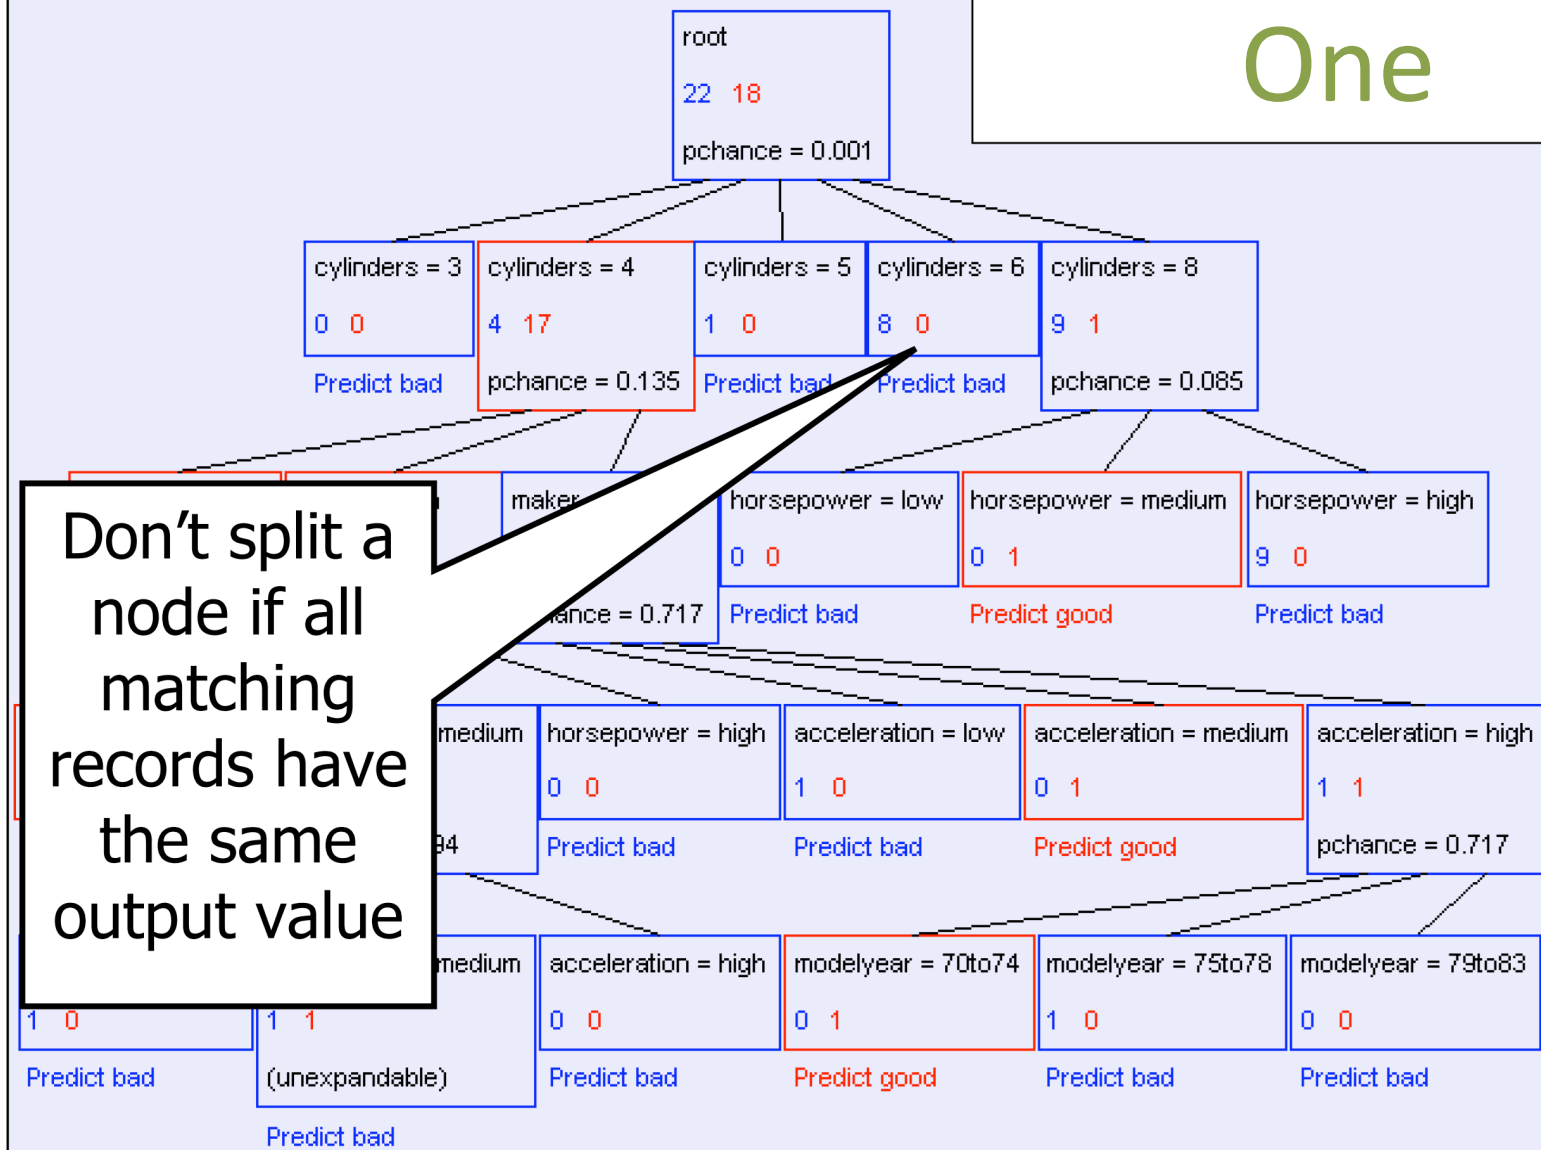 One
root
22 18
pchance = 0.001
cylinders = 3
0 0
Predict bad
cylinders = 4
4 17
pchance = 0.135
cylinders = 5
1 0
Predict bad
cylinders = 6
8 0
Predict bad
cylinders = 8
9 1
pchance = 0.085
Don’t split a
node if all
matching
records have
the same
output value
maker
= 0.717
horsepower = low
0 0
Predict bad
horsepower = medium
0 1
Predict good
horsepower = high
9 0
Predict bad
medium
horsepower = high
0 0
Predict bad
acceleration = low
1 0
Predict bad
acceleration = medium
0 1
Predict good
acceleration = high
1 1
pchance = 0.717
1 0
Predict bad
medium
1 1
(unexpandable)
Predict bad
acceleration = high
0 0
Predict bad
modelyear = 70to74
0 1
Predict good
modelyear = 75to78
1 0
Predict bad
modelyear = 79to83
0 0
Predict bad